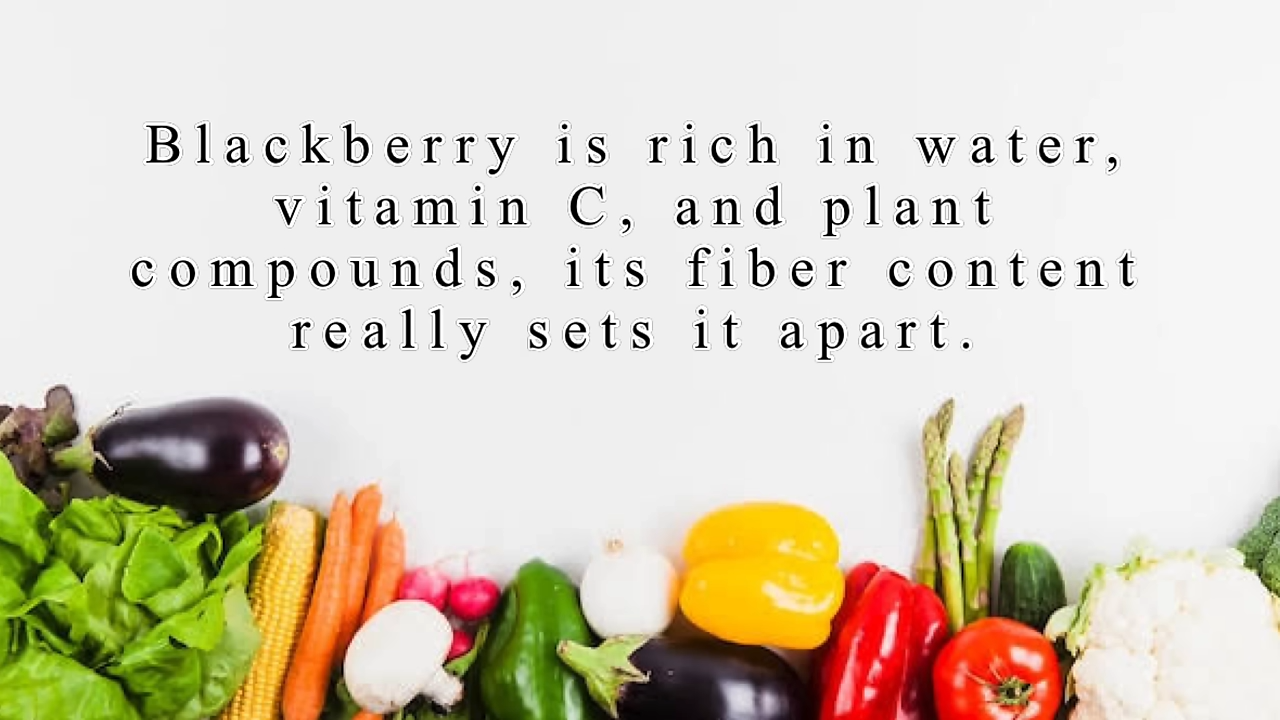 Blackberry is rich in water,
vitamin C, and plant
compounds, its fiber content
really sets it apart.